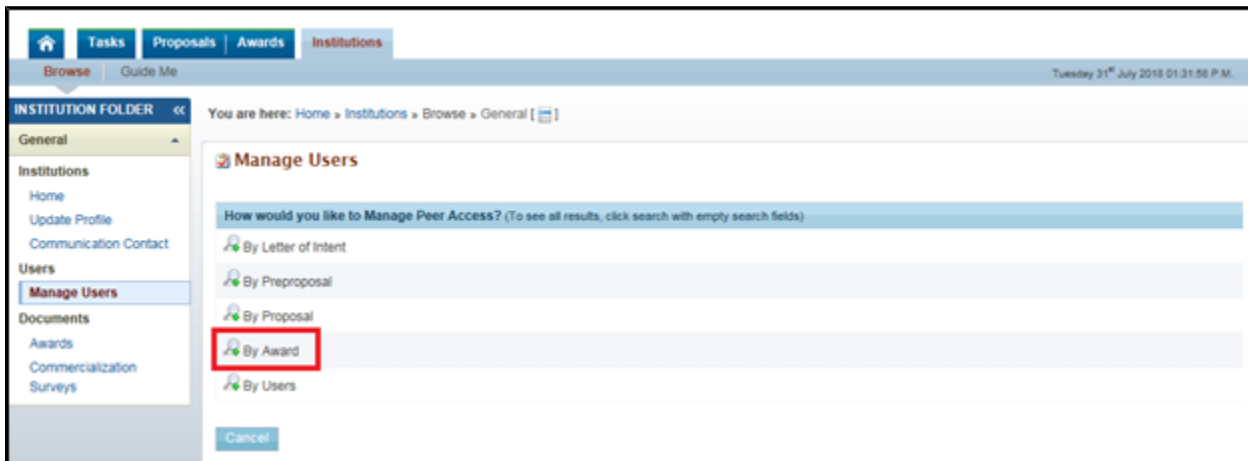 Tasks Proposals | Awards Institutions
Browse Guide Me Tuesday 31st July 2018 01:31:58 P.M.
INSTITUTION FOLDER «
You are here: Home » Institutions » Browse » General [ ]
General
Manage Users
Institutions
Home
Update Profile
Communication Contact
Users
Manage Users
Documents
Awards
Commercialization
Surveys
How would you like to Manage Peer Access? (To see all results, click search with empty search fields)
By Letter of Intent
By Preproposal
By Proposal
By Award
By Users
Cancel